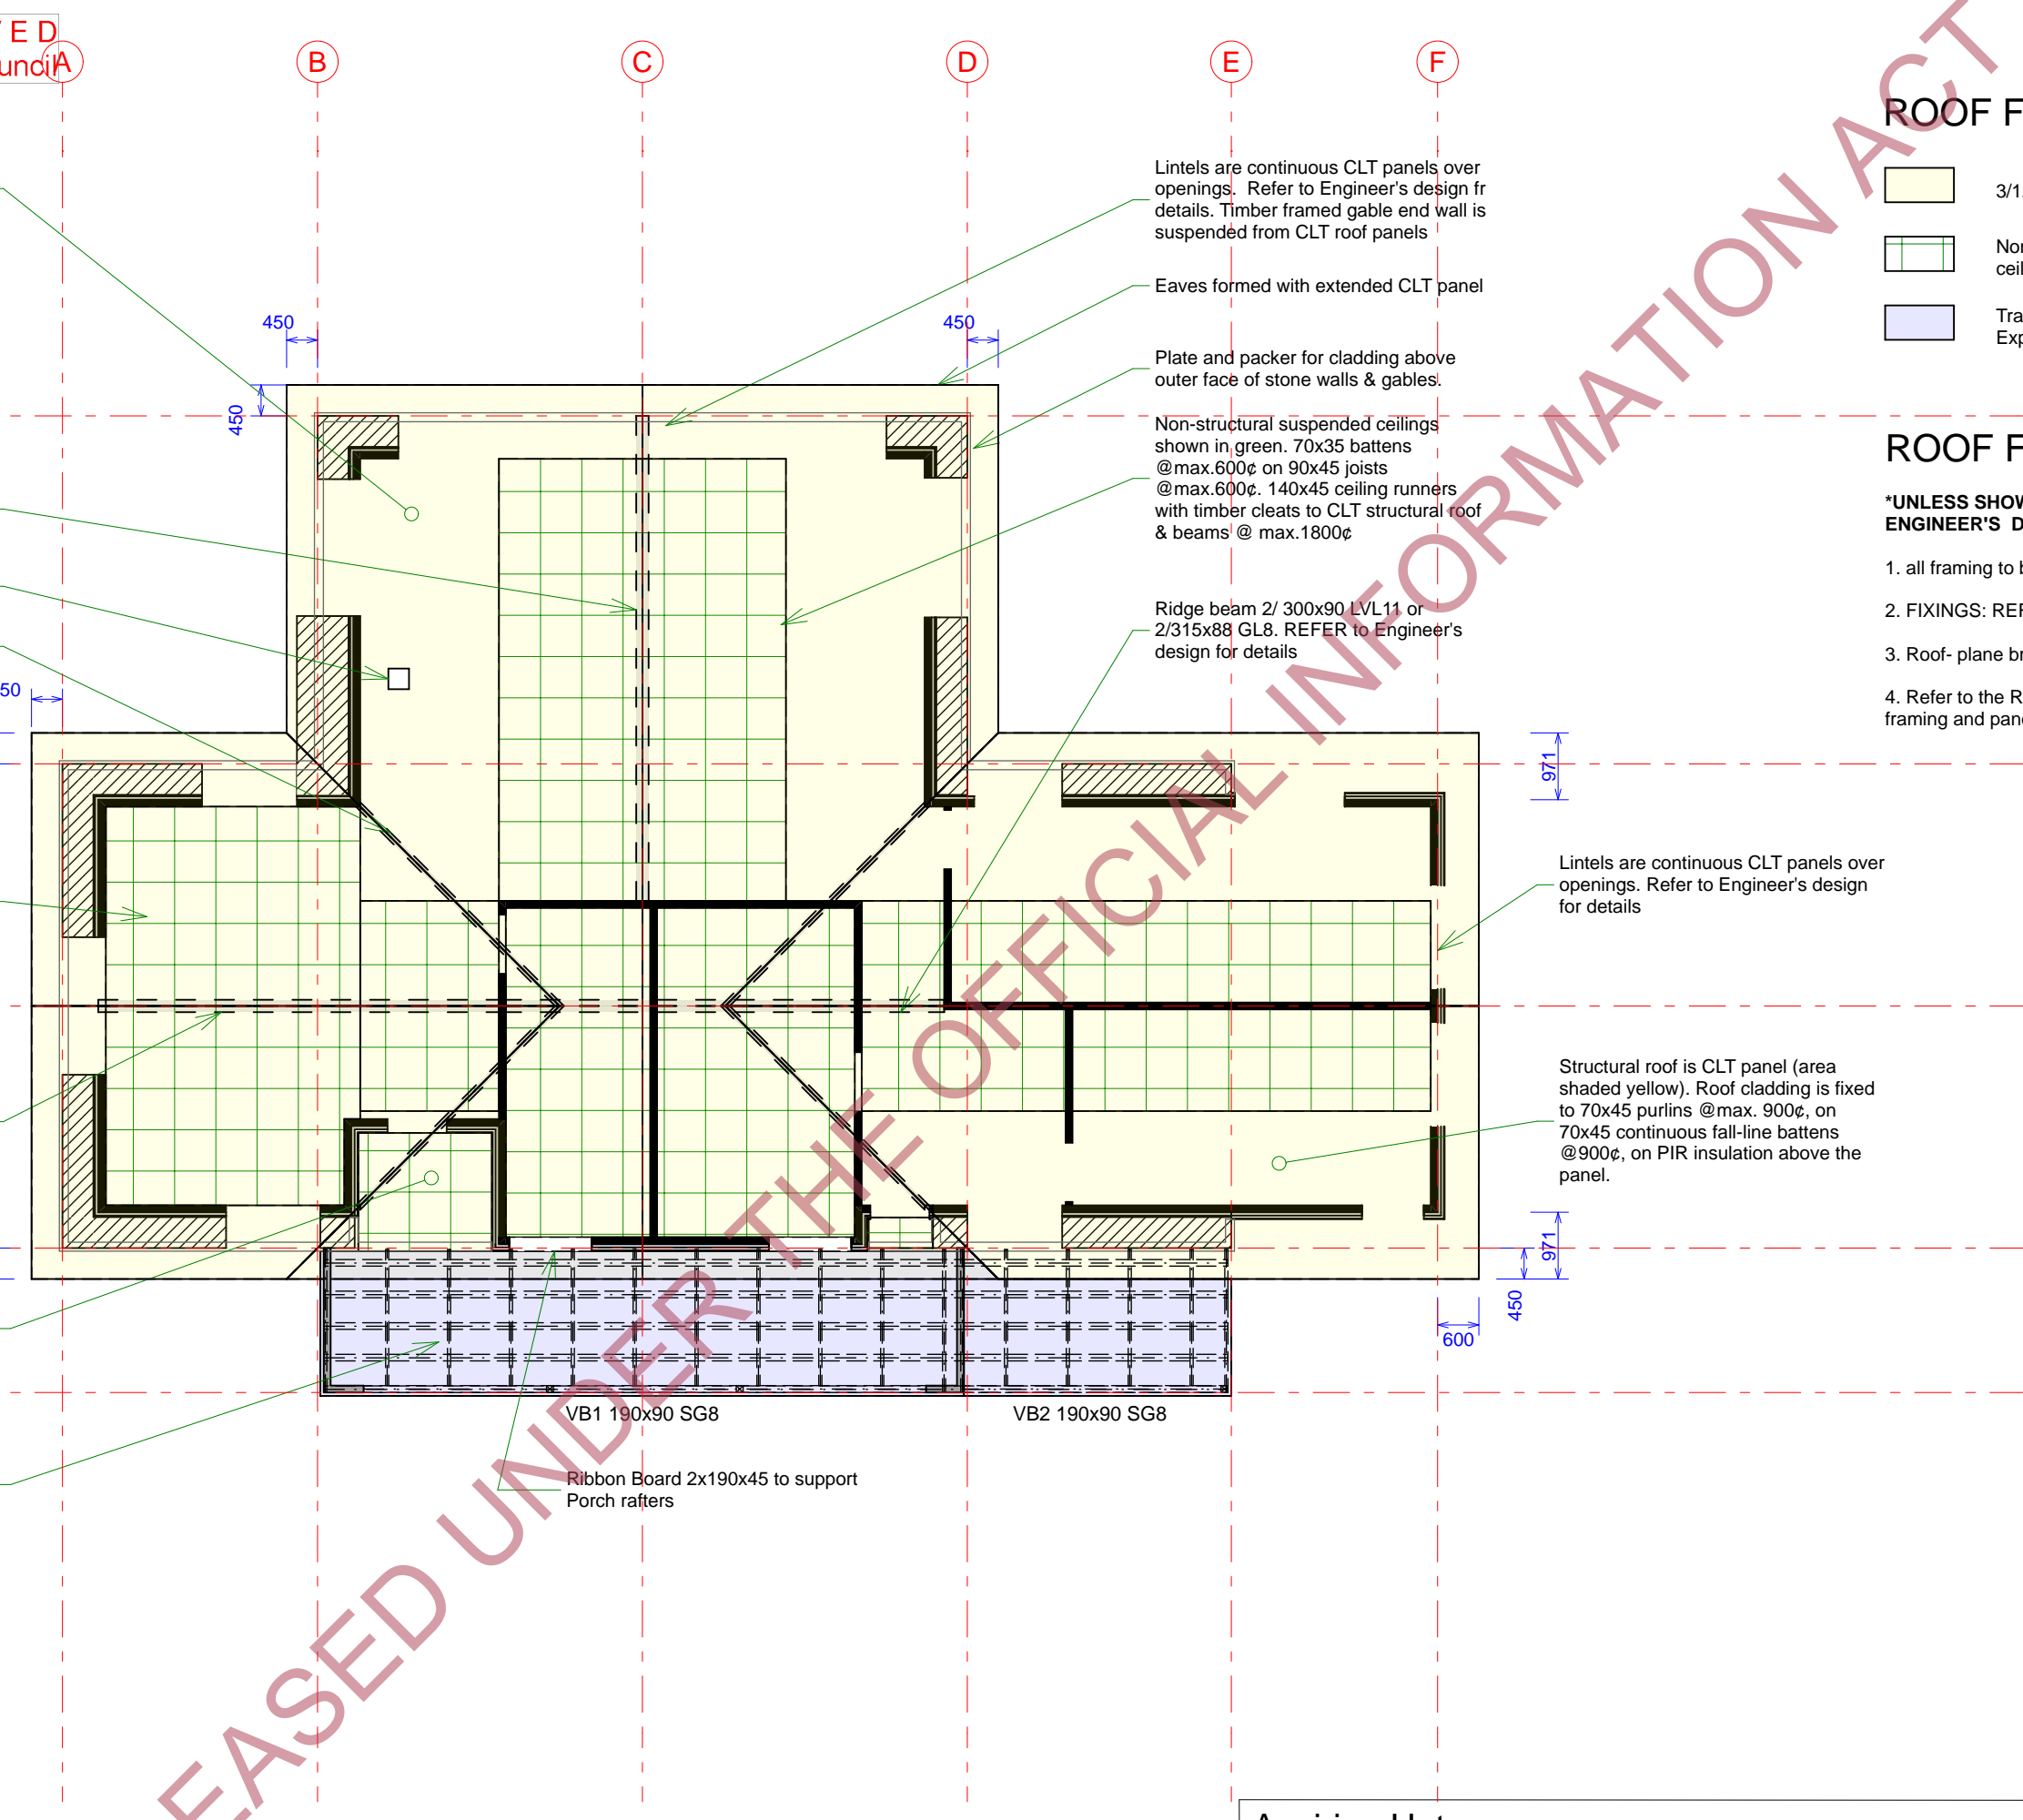 V E D
uncil
A
B
C
D
E
F
ROOF F
3/1.
Nor
ceil
Tra
Exp
Lintels are continuous CLT panels over
openings. Refer to Engineer's design fr
details. Timber framed gable end wall is
suspended from CLT roof panels
Eaves formed with extended CLT panel
450
450
450
Plate and packer for cladding above
outer face of stone walls & gables.
Non-structural suspended ceilings
shown in green. 70x35 battens
@max.600¢ on 90x45 joists
@max.600¢. 140x45 ceiling runners
with timber cleats to CLT structural roof
& beams @ max.1800¢
ROOF F
*UNLESS SHOW
ENGINEER'S D
1. all framing to b
2. FIXINGS: REF
3. Roof- plane br
4. Refer to the R
framing and pane
Ridge beam 2/ 300x90 LVL11 or
2/315x88 GL8. REFER to Engineer's
design for details
50
971
Lintels are continuous CLT panels over
openings. Refer to Engineer's design
for details
Structural roof is CLT panel (area
shaded yellow). Roof cladding is fixed
to 70x45 purlins @max. 900¢, on
70x45 continuous fall-line battens
@900¢, on PIR insulation above the
panel.
971
450
600
VB1 190x90 SG8
VB2 190x90 SG8
Ribbon Board 2x190x45 to support
Porch rafters
EASED UNDER THE OFFICIAL INFORMATION ACT